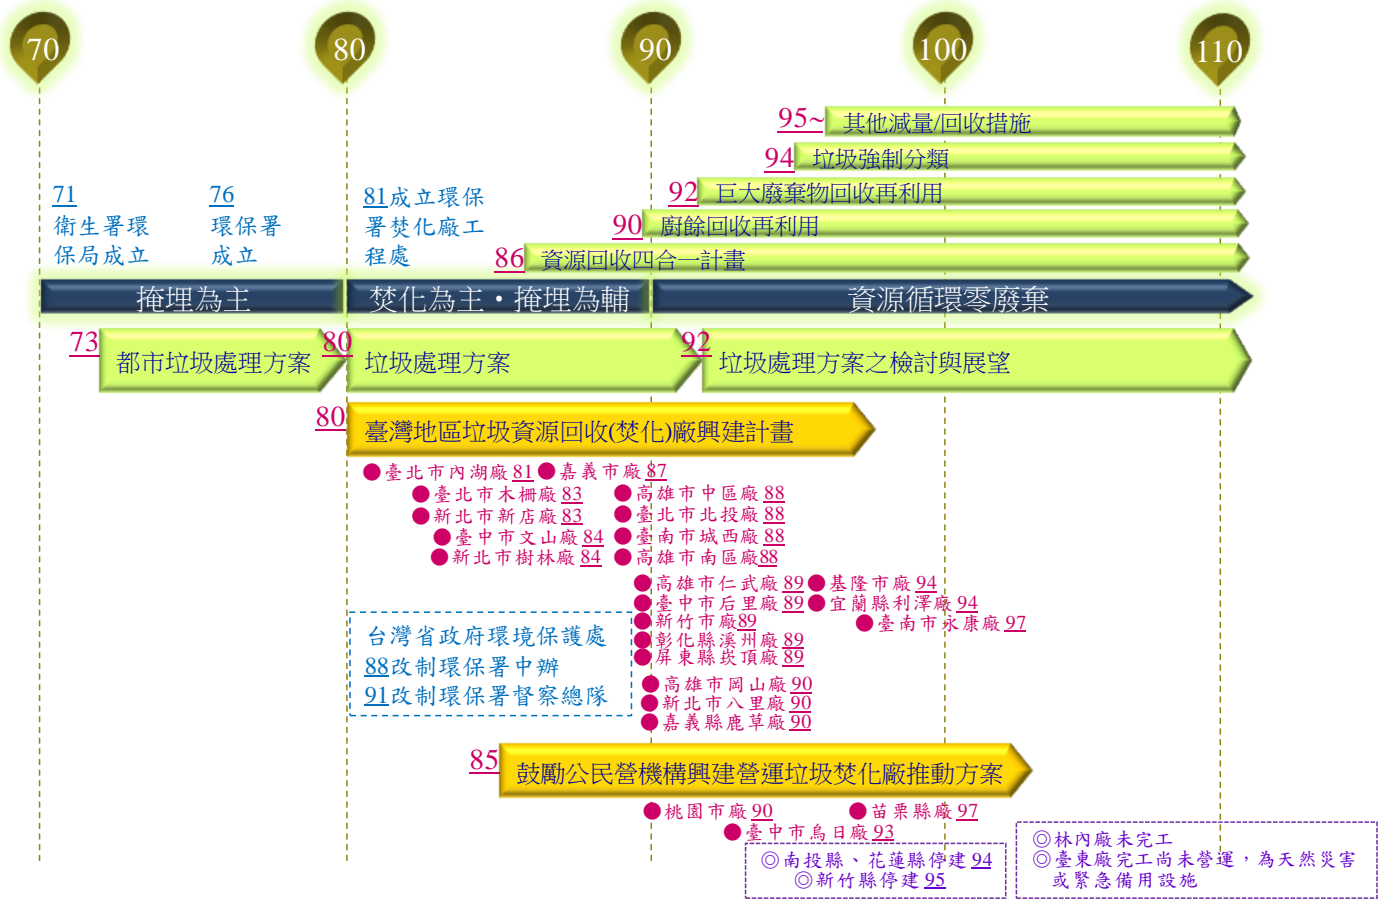 70
80
90
100
110
95~ 其他減量/回收措施
94 垃圾強制分類
92 巨大廢棄物回收再利用
90 廚餘回收再利用
86 資源回收四合一計畫
71
衛生署環
保局成立
76
環保署
成立
81成立環保
署焚化廠工
程處
掩埋為主
焚化為主・掩埋為輔
資源循環零廢棄
73 都市垃圾處理方案
80 垃圾處理方案
92 垃圾處理方案之檢討與展望
80 臺灣地區垃圾資源回收(焚化)廠興建計畫
●臺北市內湖廠81
●嘉義市廠87
●臺北市木柵廠83
●新北市新店廠83
●臺中市文山廠84
●新北市樹林廠84
●高雄市中區廠88
●臺北市北投廠88
●臺南市城西廠88
●高雄市南區廠88
●高雄市仁武廠89
●臺中市后里廠89
●新竹市廠89
●彰化縣溪州廠89
●屏東縣崁頂廠89
●基隆市廠94
●宜蘭縣利澤廠94
●臺南市永康廠97
●高雄市岡山廠90
●新北市八里廠90
●嘉義縣鹿草廠90
台灣省政府環境保護處
88改制環保署中辦
91改制環保署督察總隊
85 鼓勵公民營機構興建營運垃圾焚化廠推動方案
●桃園市廠90
●苗栗縣廠97
●臺中市烏日廠93
◎南投縣、花蓮縣停建94
◎新竹縣停建95
◎林內廠未完工
◎臺東廠完工尚未營運，為天然災害
或緊急備用設施